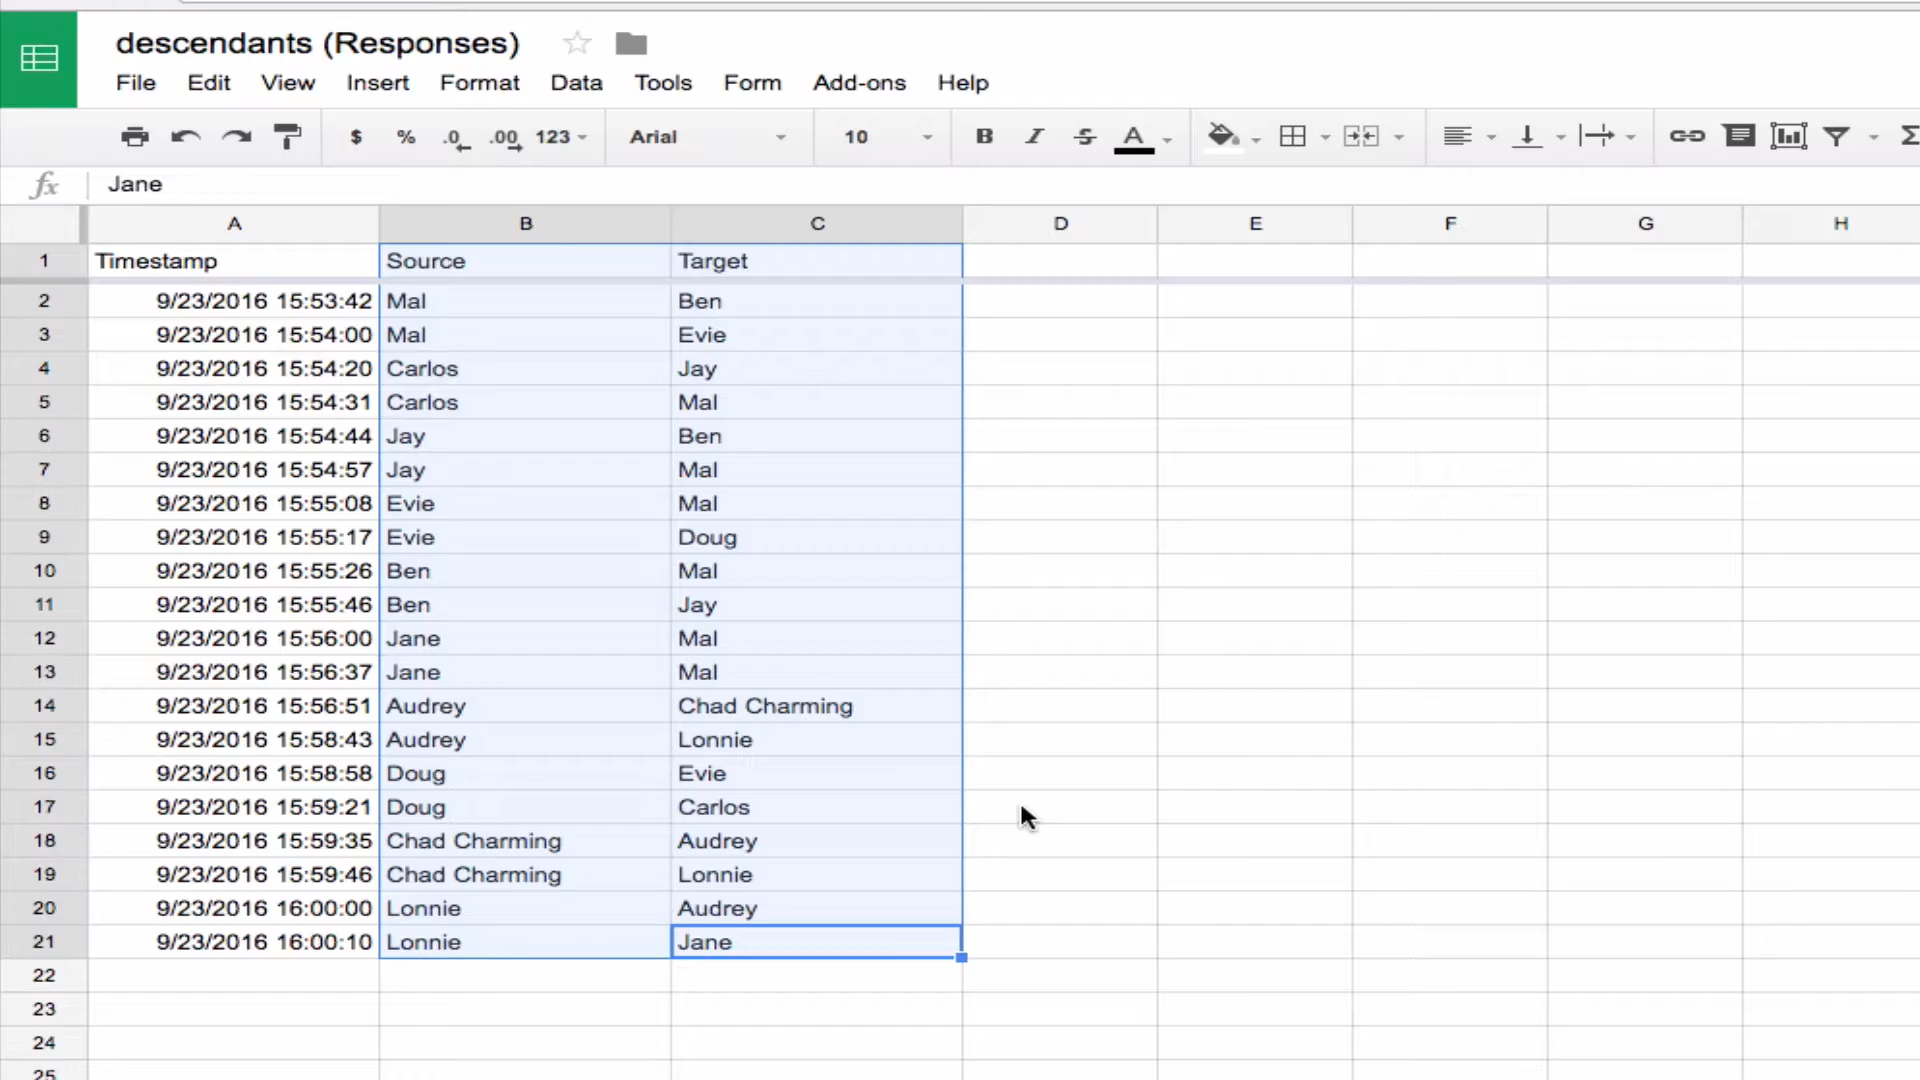 descendants (Responses)
File Edit View Insert Format Data Tools Form Add-ons Help
$ % .0 .00 123 Arial 10 B I S A Σ
fx Jane
A B C D E F G H
1 Timestamp Source Target
2 9/23/2016 15:53:42 Mal Ben
3 9/23/2016 15:54:00 Mal Evie
4 9/23/2016 15:54:20 Carlos Jay
5 9/23/2016 15:54:31 Carlos Mal
6 9/23/2016 15:54:44 Jay Ben
7 9/23/2016 15:54:57 Jay Mal
8 9/23/2016 15:55:08 Evie Mal
9 9/23/2016 15:55:17 Evie Doug
10 9/23/2016 15:55:26 Ben Mal
11 9/23/2016 15:55:46 Ben Jay
12 9/23/2016 15:56:00 Jane Mal
13 9/23/2016 15:56:37 Jane Mal
14 9/23/2016 15:56:51 Audrey Chad Charming
15 9/23/2016 15:58:43 Audrey Lonnie
16 9/23/2016 15:58:58 Doug Evie
17 9/23/2016 15:59:21 Doug Carlos
18 9/23/2016 15:59:35 Chad Charming Audrey
19 9/23/2016 15:59:46 Chad Charming Lonnie
20 9/23/2016 16:00:00 Lonnie Audrey
21 9/23/2016 16:00:10 Lonnie Jane
22
23
24
25